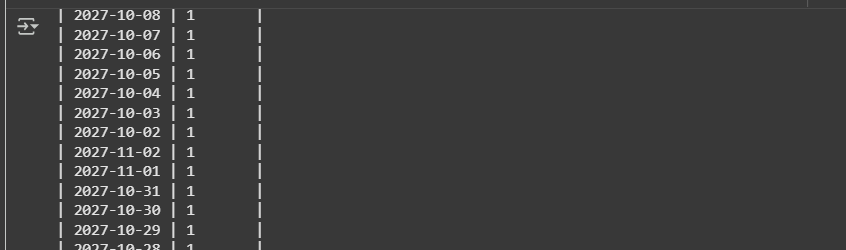 | 2027-10-08 | 1 |
| 2027-10-07 | 1 |
| 2027-10-06 | 1 |
| 2027-10-05 | 1 |
| 2027-10-04 | 1 |
| 2027-10-03 | 1 |
| 2027-10-02 | 1 |
| 2027-11-02 | 1 |
| 2027-11-01 | 1 |
| 2027-10-31 | 1 |
| 2027-10-30 | 1 |
| 2027-10-29 | 1 |
| 2027-10-28 | 1 |